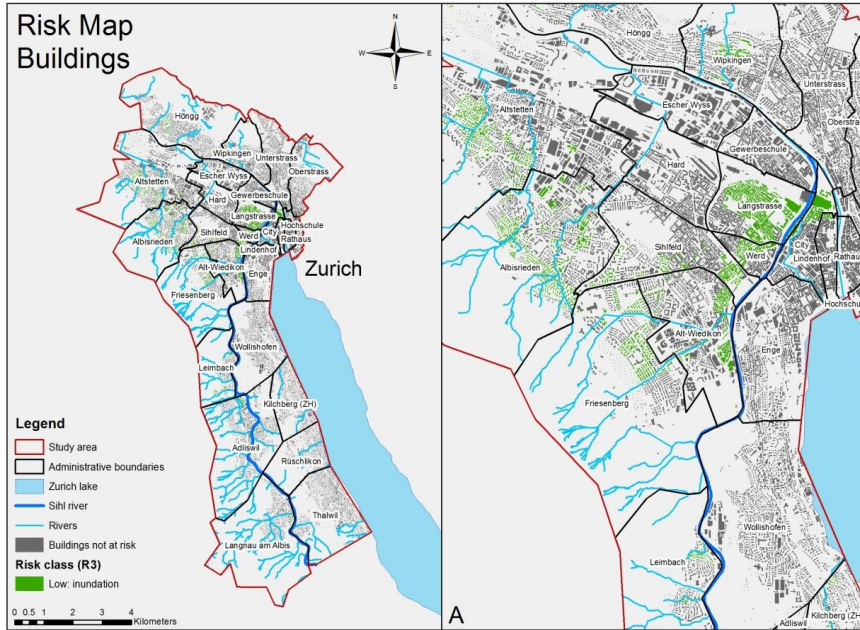 Risk Map
Buildings
N
W E
S
Höngg
Wipkingen
Unterstrass
Oberstrass
Escher Wyss
Altstetten
Gewerbeschule
Hard
Langstrasse
Hochschule
Sihlfeld
Werd
City
Rathaus
Albisrieden
Lindenhof
Alt-Wiedikon
Enge
Zurich
Friesenberg
Wollishofen
Leimbach
Kilchberg (ZH)
Adliswil
Rüschlikon
Thalwil
Langnau am Albis
Legend
Study area
Administrative boundaries
Zurich lake
Sihl river
Rivers
Buildings not at risk
Risk class (R3)
Low: inundation
0 0.5 1 2 3 4
Kilometers
Höngg
Wipkingen
Unterstrass
Altstetten
Escher Wyss
Oberstras
Gewerbeschule
Hard
Langstrasse
Sihlfeld
Werd
City
Lindenhof
Rathaus
Albisrieden
Hochschul
Alt-Wiedikon
Enge
Friesenberg
Wollishofen
Leimbach
Kilchberg (ZH)
Adliswil
A